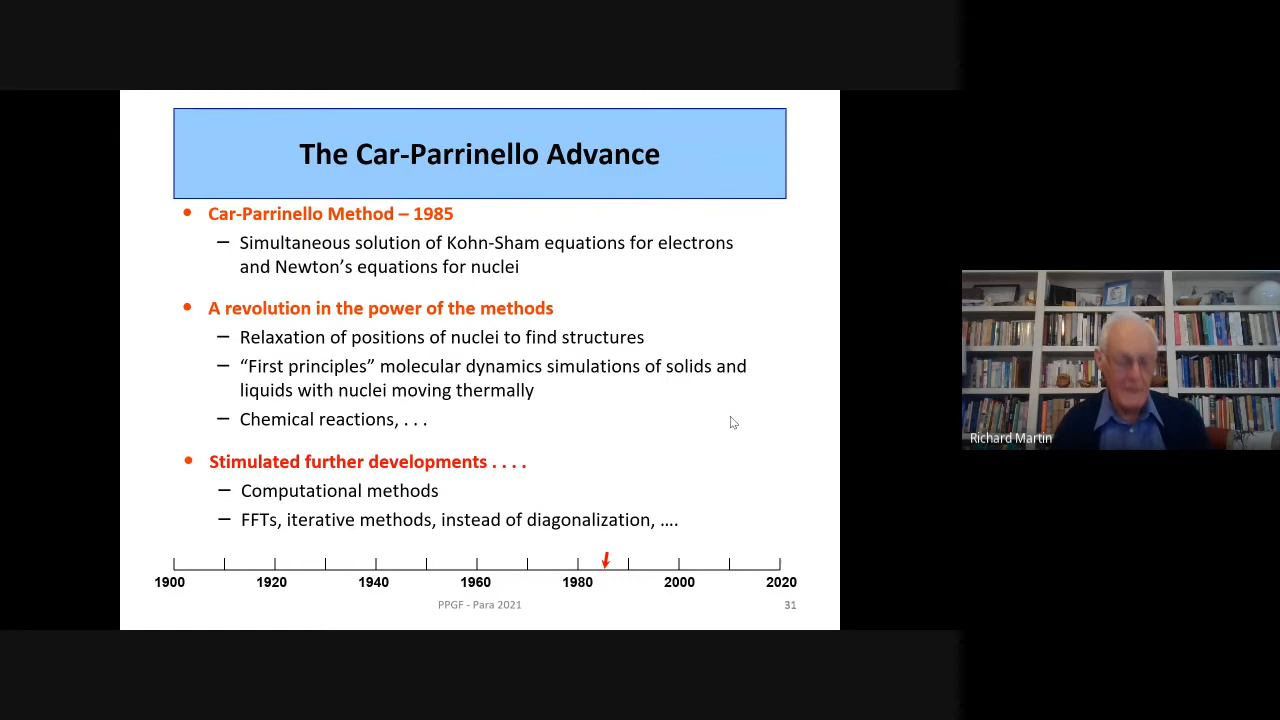 The Car-Parrinello Advance
• Car-Parrinello Method – 1985
– Simultaneous solution of Kohn-Sham equations for electrons
and Newton’s equations for nuclei
• A revolution in the power of the methods
– Relaxation of positions of nuclei to find structures
– “First principles” molecular dynamics simulations of solids and
liquids with nuclei moving thermally
– Chemical reactions, . . .
• Stimulated further developments . . . .
– Computational methods
– FFTs, iterative methods, instead of diagonalization, ….
1900 1920 1940 1960 1980 2000 2020
PPGF - Para 2021 31
Richard Martin